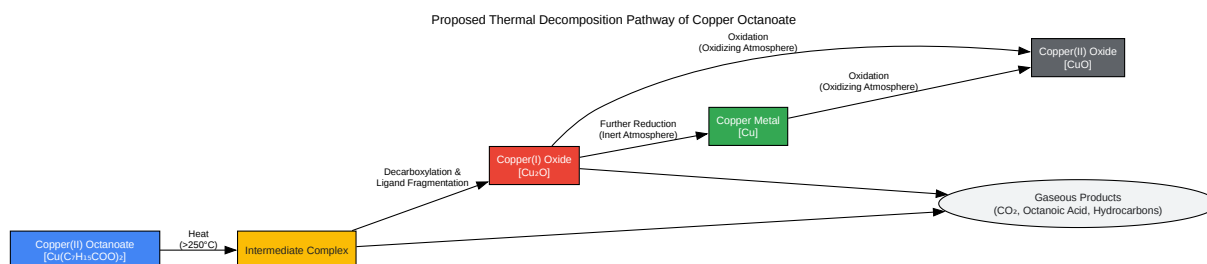 Proposed Thermal Decomposition Pathway of Copper Octanoate
Oxidation
(Oxidizing Atmosphere)
Copper(II) Oxide
[CuO]
Oxidation
(Oxidizing Atmosphere)
Further Reduction
(Inert Atmosphere)
Copper Metal
[Cu]
Copper(I) Oxide
[Cu₂O]
Decarboxylation &
Ligand Fragmentation
Gaseous Products
(CO₂, Octanoic Acid, Hydrocarbons)
Heat
(>250°C)
Copper(II) Octanoate
[Cu(C₇H₁₅COO)₂]
Intermediate Complex